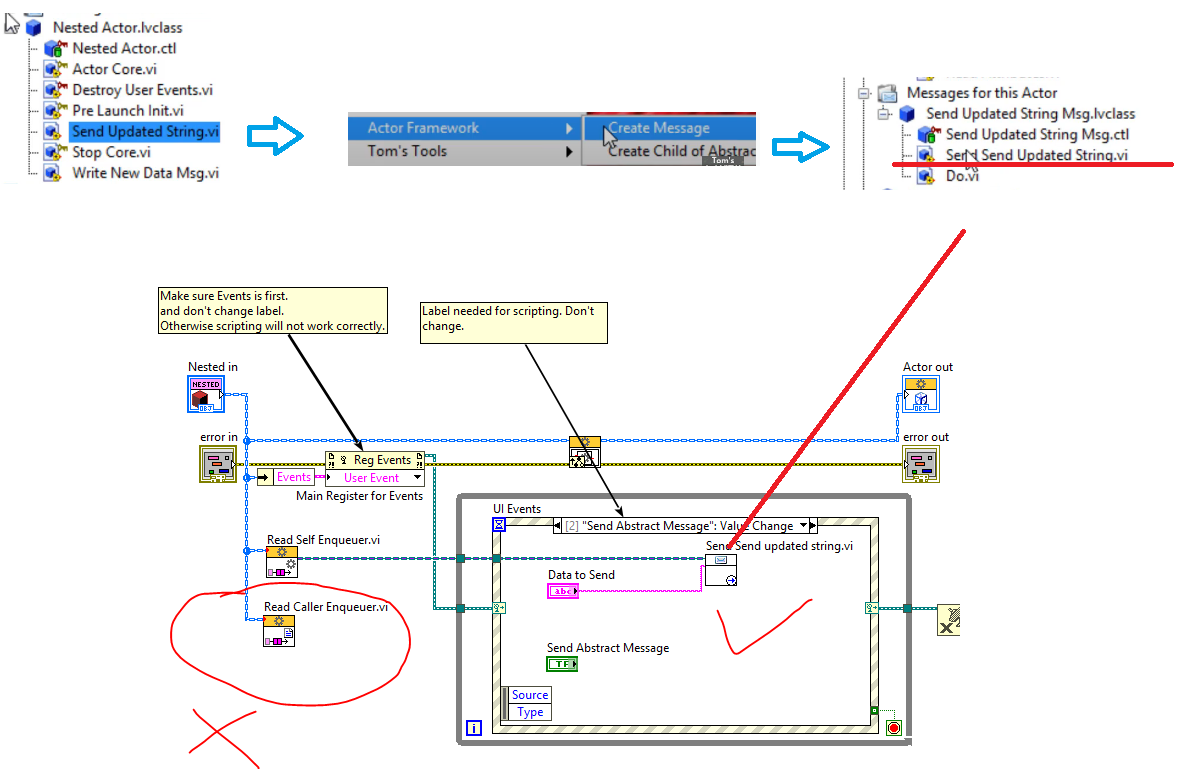 Nested Actor.lvclass
Nested Actor.ctl
Actor Core.vi
Destroy User Events.vi
Pre Launch Init.vi
Send Updated String.vi
Stop Core.vi
Write New Data Msg.vi
Actor Framework
Tom's Tools
Create Message
Create Child of Abstrac
Tom's
Messages for this Actor
Send Updated String Msg.lvclass
Send Updated String Msg.ctl
Send Send Updated String.vi
Do.vi
Make sure Events is first.
and don't change label.
Otherwise scripting will not work correctly.
Label needed for scripting. Don't
change.
Nested in
NESTED
OBJ
Actor out
OBJ
error in
error out
Reg Events
Events
User Event
Main Register for Events
UI Events
[2] "Send Abstract Message": Value Change
Read Self Enqueuer.vi
Send Send updated string.vi
Data to Send
abc
Read Caller Enqueuer.vi
Send Abstract Message
TF
Source
Type
i